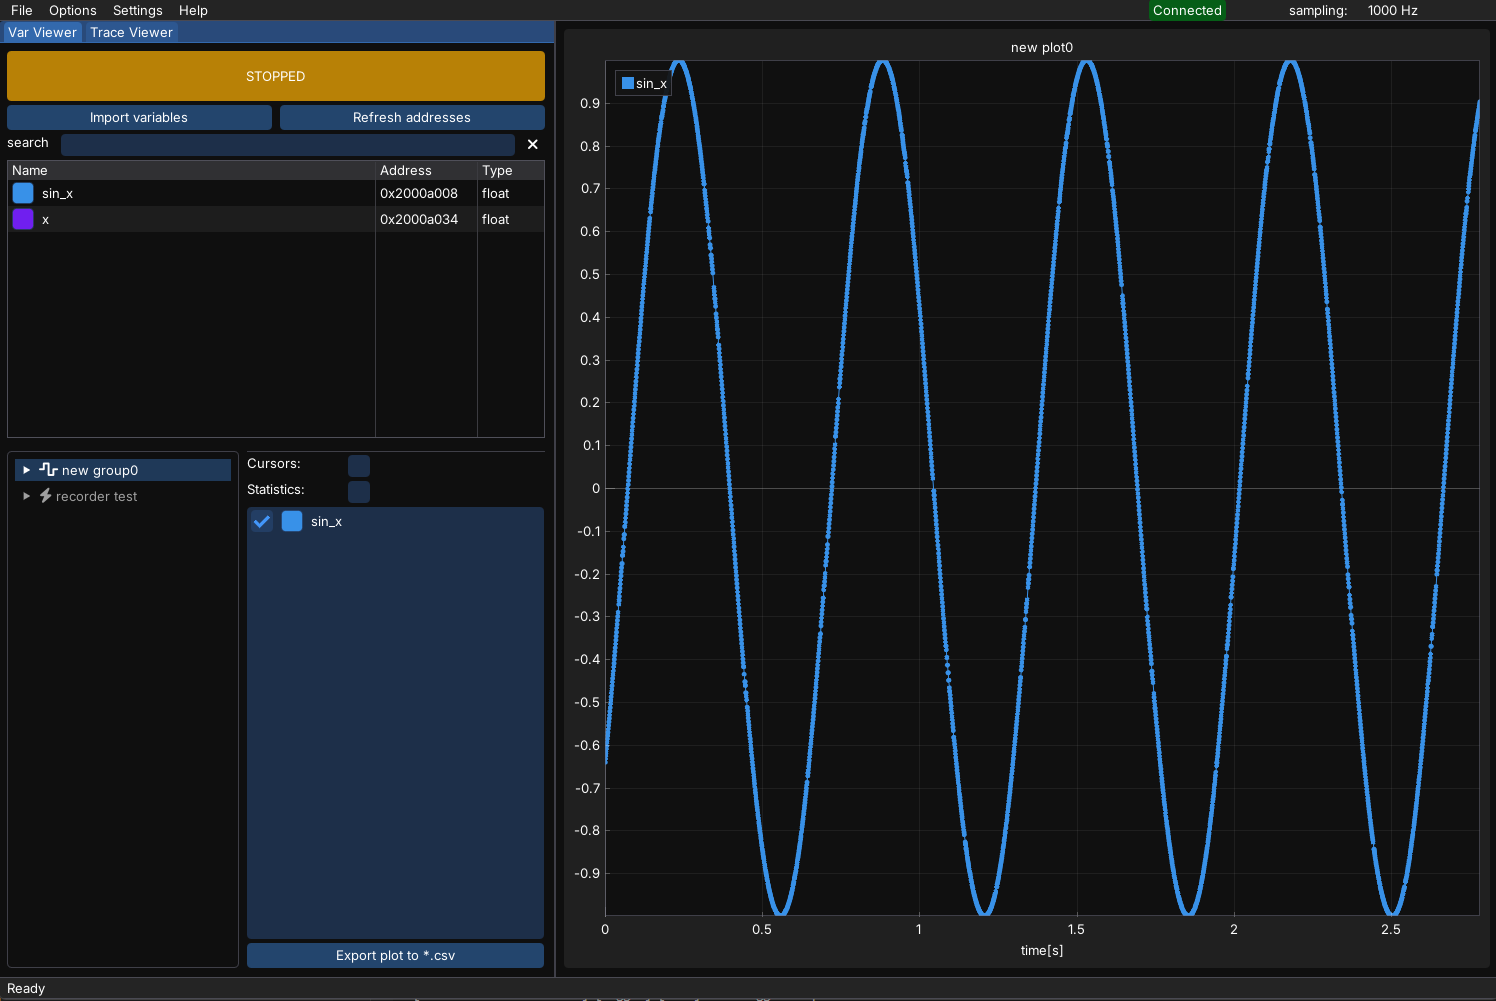 File Options Settings Help Connected sampling: 1000 Hz
Var Viewer Trace Viewer
STOPPED
Import variables Refresh addresses
search
Name Address Type
sin_x 0x2000a008 float
x 0x2000a034 float
new group0
recorder test
Cursors:
Statistics:
sin_x
Export plot to *.csv
new plot0
sin_x
0.9
0.8
0.7
0.6
0.5
0.4
0.3
0.2
0.1
0
-0.1
-0.2
-0.3
-0.4
-0.5
-0.6
-0.7
-0.8
-0.9
0 0.5 1 1.5 2 2.5
time[s]
Ready